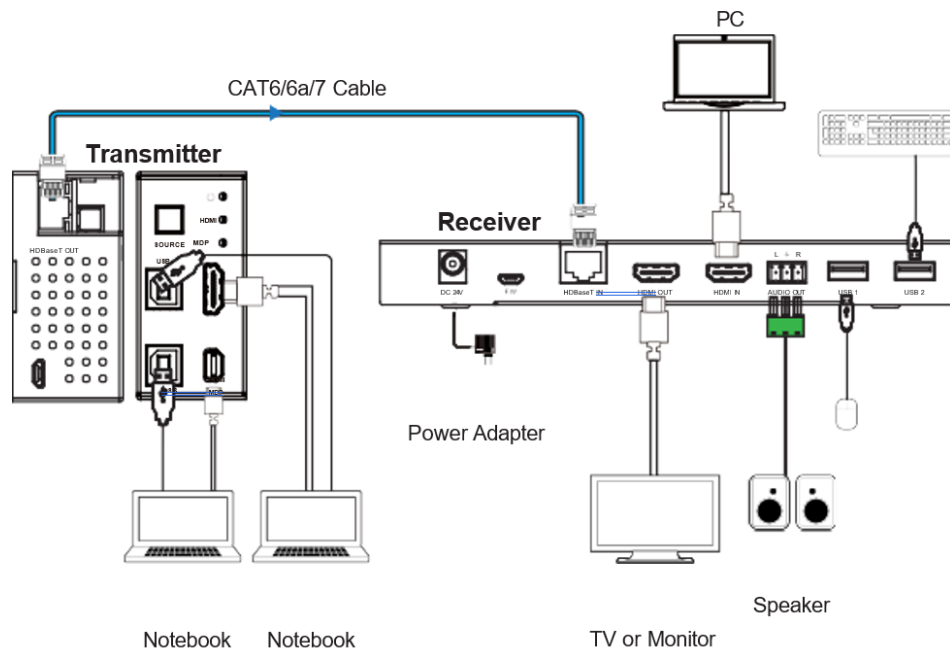 PC
CAT6/6a/7 Cable
Transmitter
HDMI
SOURCE
MDP
HDBaseT OUT
USB
MDP
Receiver
DC 24V
HDBaseT IN
HDMI OUT
HDMI IN
L
R
AUDIO OUT
USB 1
USB 2
Power Adapter
Speaker
Notebook
Notebook
TV or Monitor